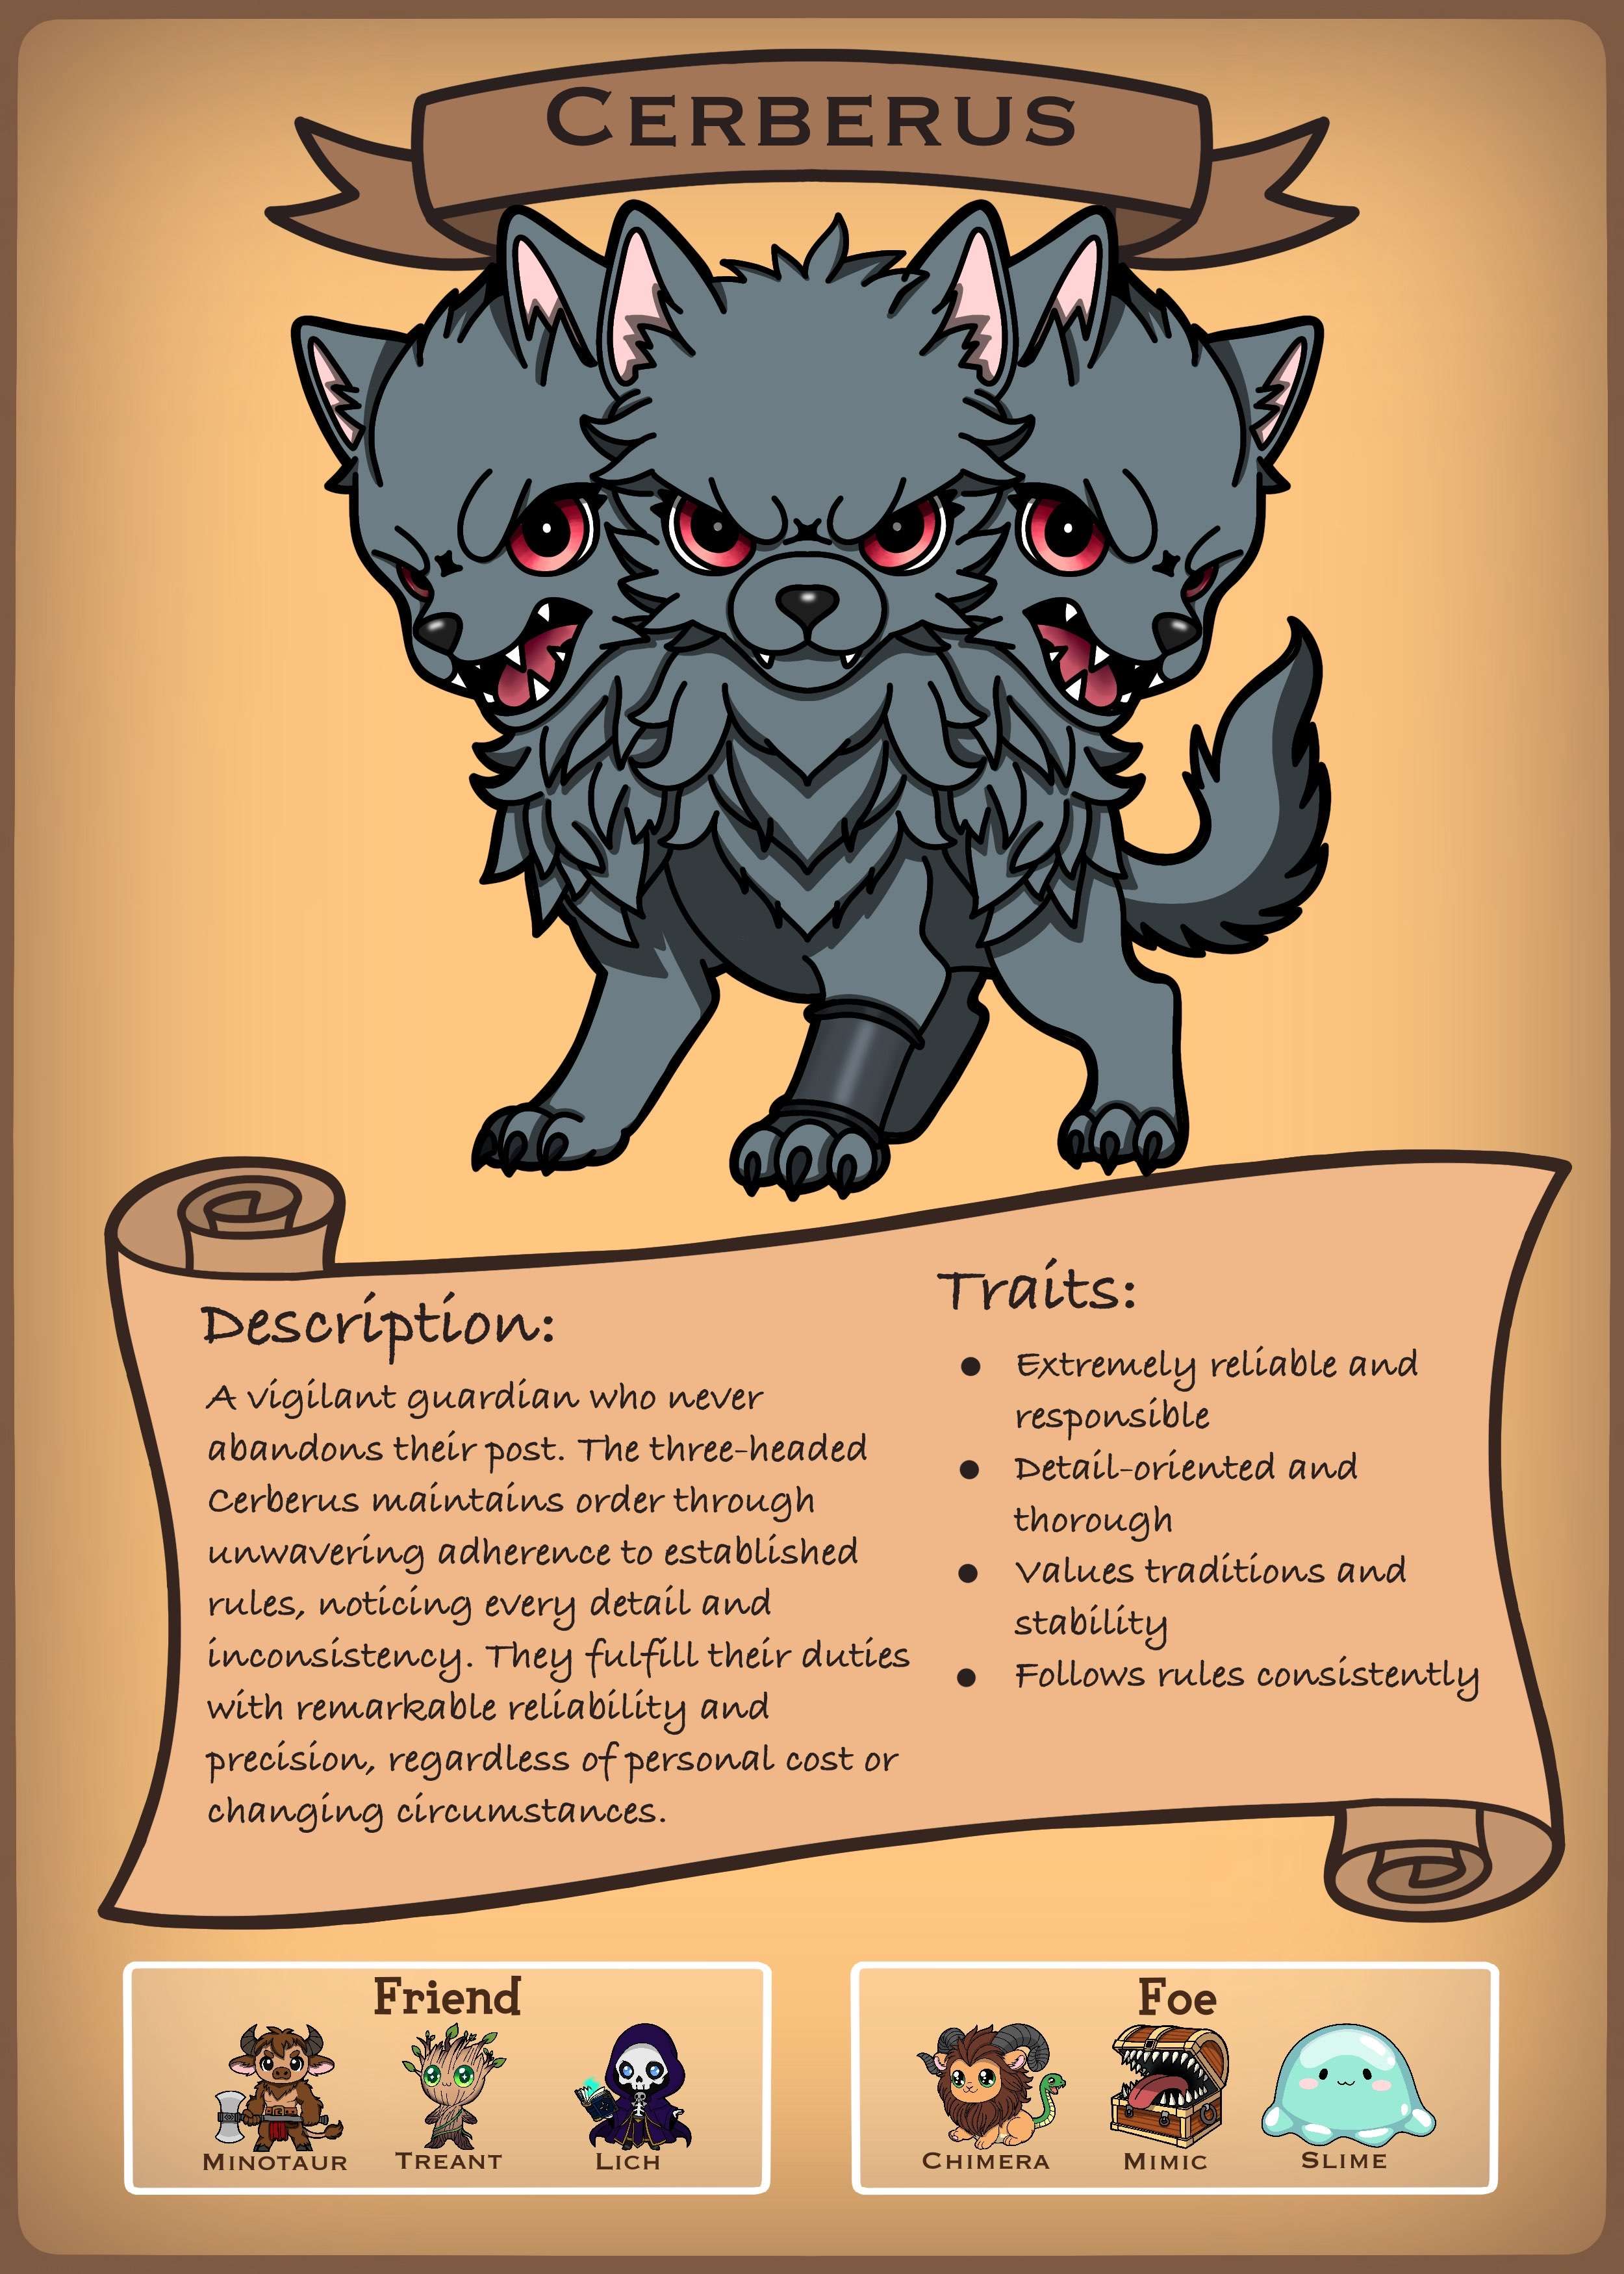 CERBERUS
Description:
A vigilant guardian who never
abandons their post. The three-headed
Cerberus maintains order through
unwavering adherence to established
rules, noticing every detail and
inconsistency. They fulfill their duties
with remarkable reliability and
precision, regardless of personal cost or
changing circumstances.
Traits:
● Extremely reliable and
responsible
● Detail-oriented and
thorough
● Values traditions and
stability
● Follows rules consistently
Friend
MINOTAUR TREANT LICH
Foe
CHIMERA MIMIC SLIME